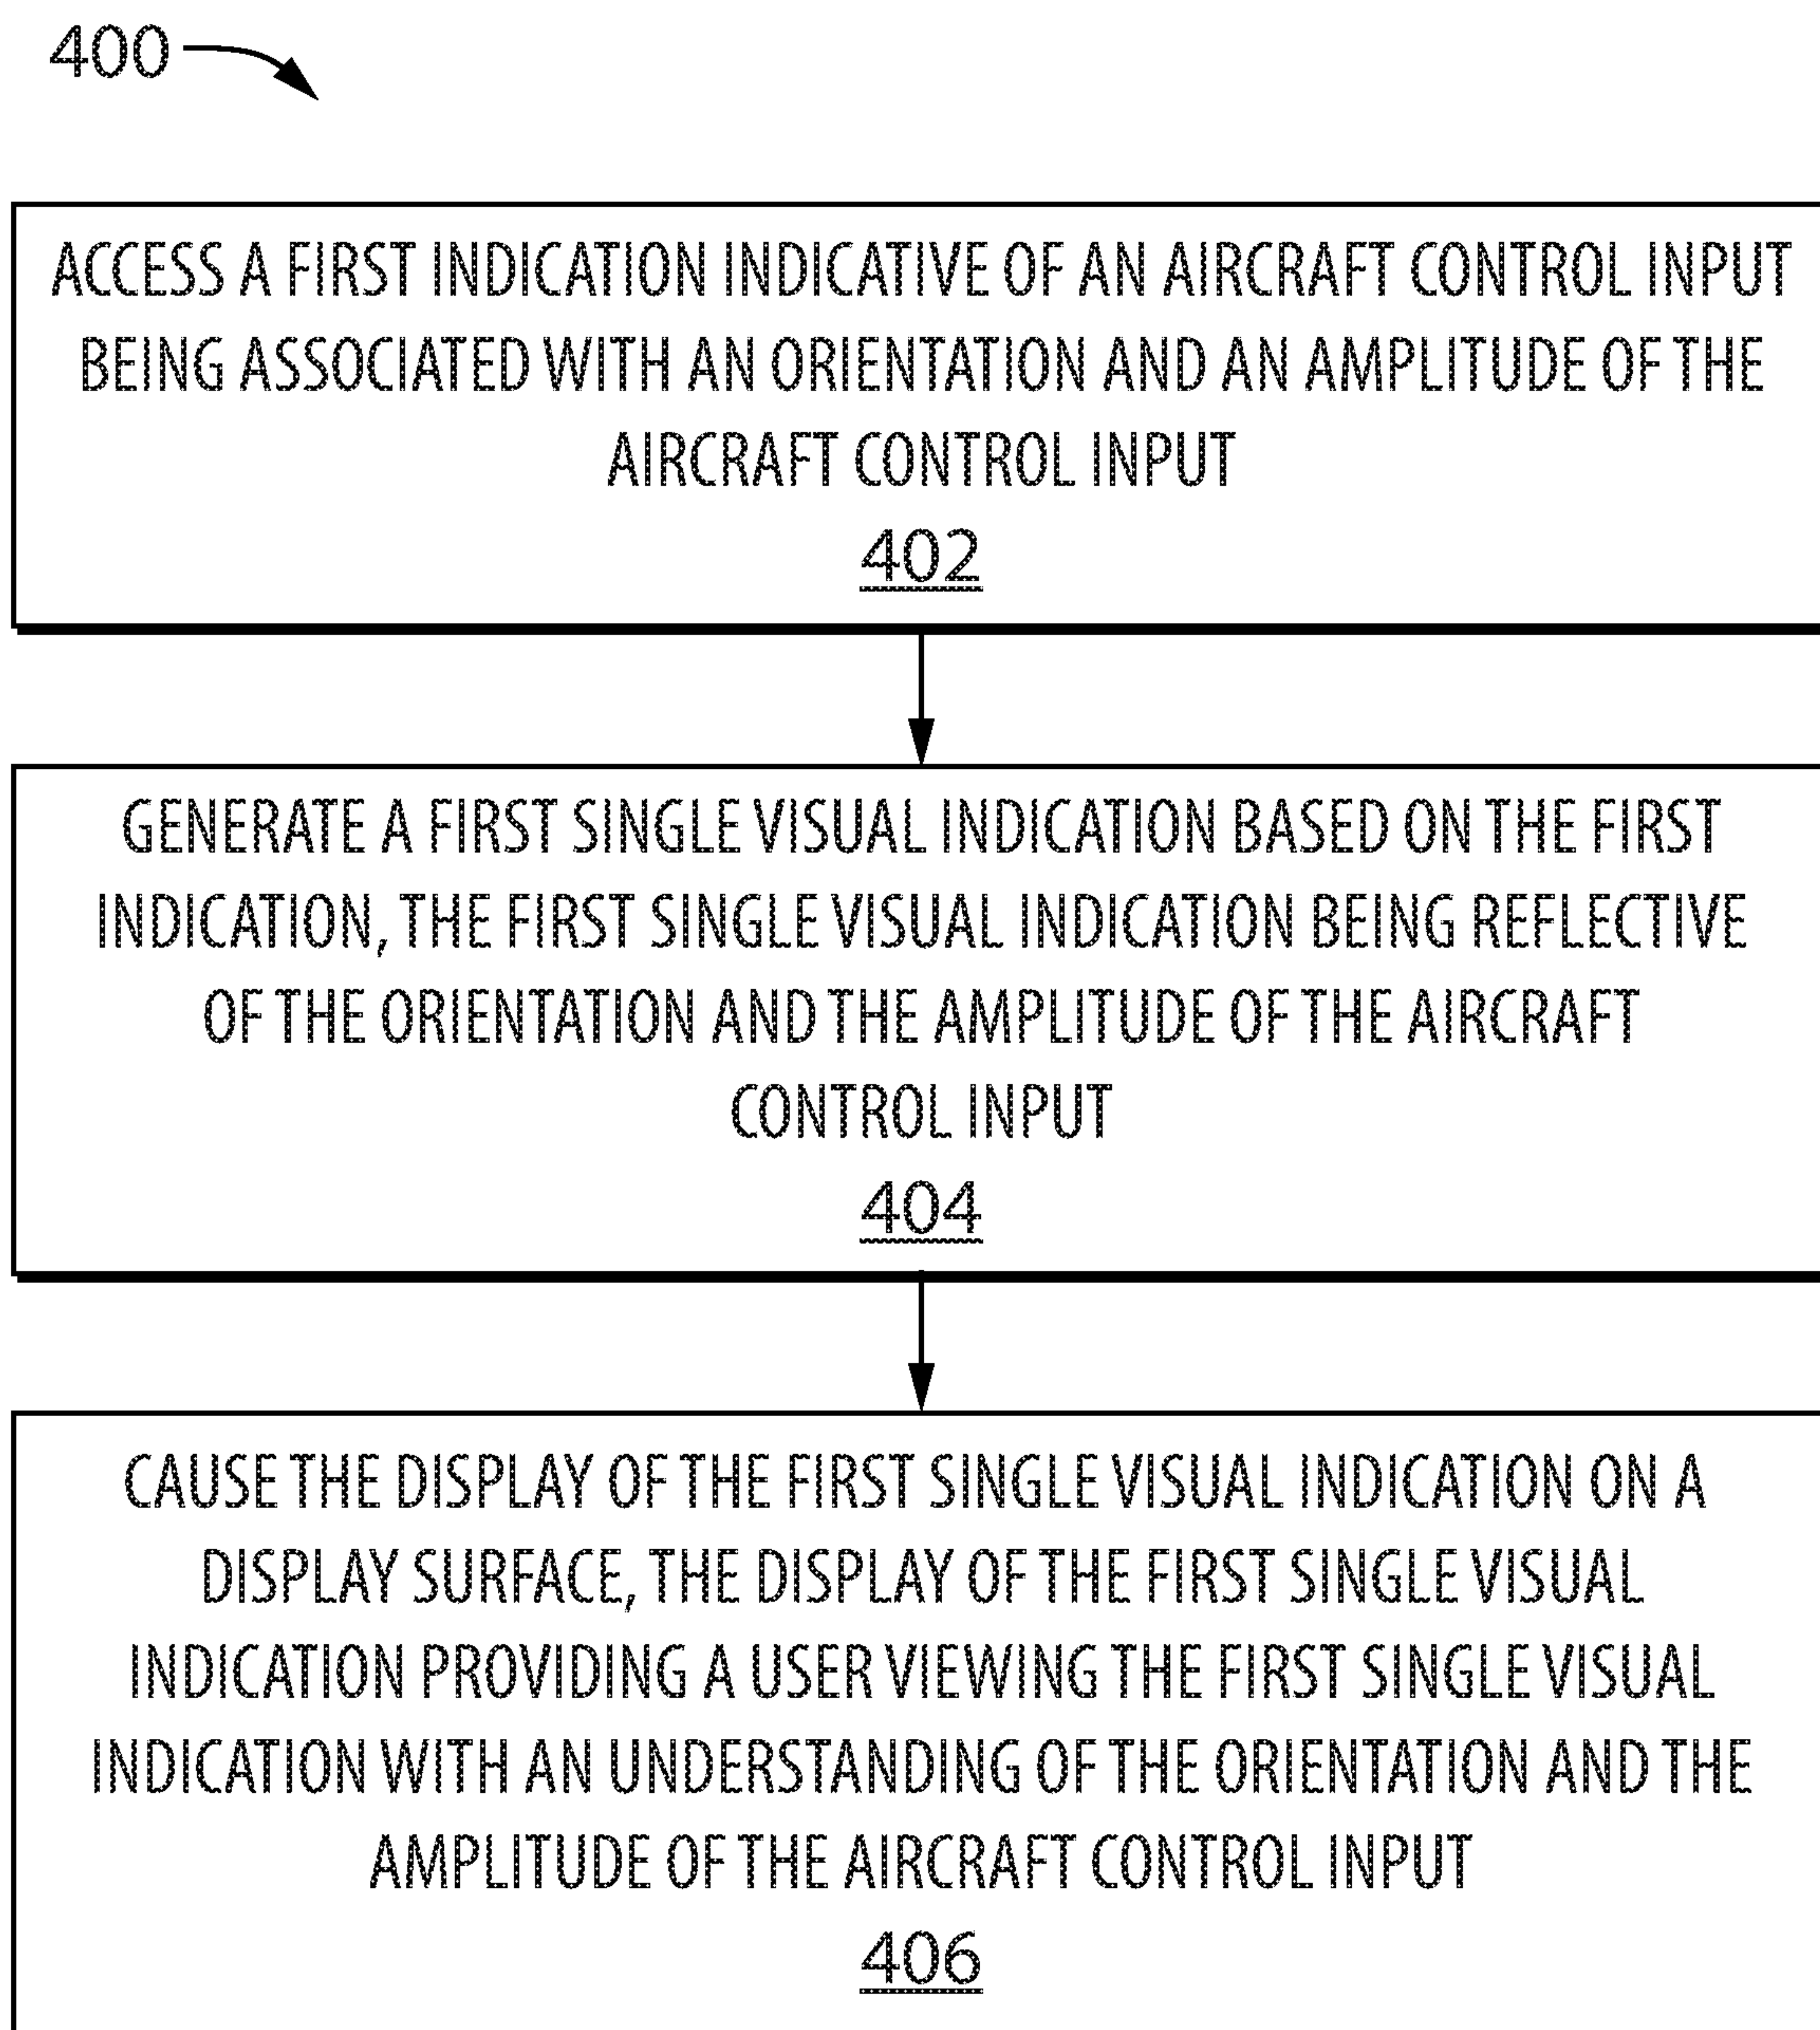 400
ACCESS A FIRST INDICATION INDICATIVE OF AN AIRCRAFT CONTROL INPUT
BEING ASSOCIATED WITH AN ORIENTATION AND AN AMPLITUDE OF THE
AIRCRAFT CONTROL INPUT
402
GENERATE A FIRST SINGLE VISUAL INDICATION BASED ON THE FIRST
INDICATION, THE FIRST SINGLE VISUAL INDICATION BEING REFLECTIVE
OF THE ORIENTATION AND THE AMPLITUDE OF THE AIRCRAFT
CONTROL INPUT
404
CAUSE THE DISPLAY OF THE FIRST SINGLE VISUAL INDICATION ON A
DISPLAY SURFACE, THE DISPLAY OF THE FIRST SINGLE VISUAL
INDICATION PROVIDING A USER VIEWING THE FIRST SINGLE VISUAL
INDICATION WITH AN UNDERSTANDING OF THE ORIENTATION AND THE
AMPLITUDE OF THE AIRCRAFT CONTROL INPUT
406